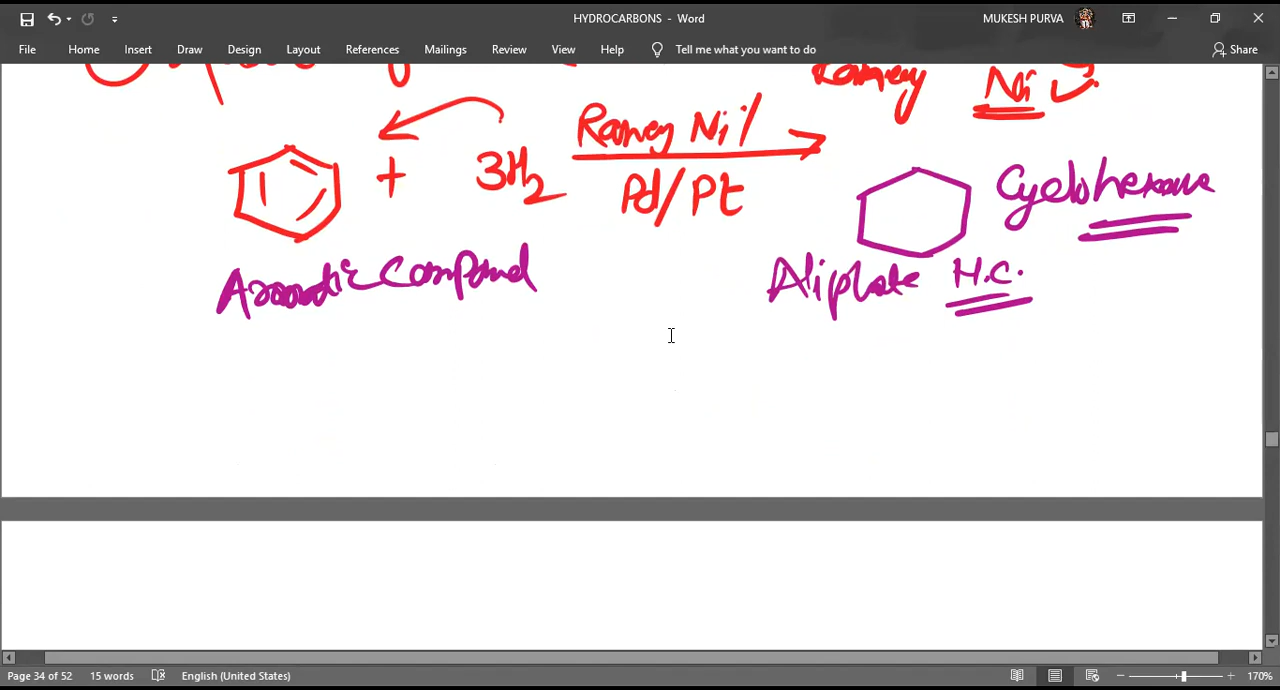 HYDROCARBONS - Word
MUKESH PURVA
File Home Insert Draw Design Layout References Mailings Review View Help Tell me what you want to do Share
Raney Ni
+ 3H2 Raney Ni/
Pd/Pt
Cyclohexane
Aromatic Compound
Aliphate H.C.
Page 34 of 52 15 words English (United States) 170%